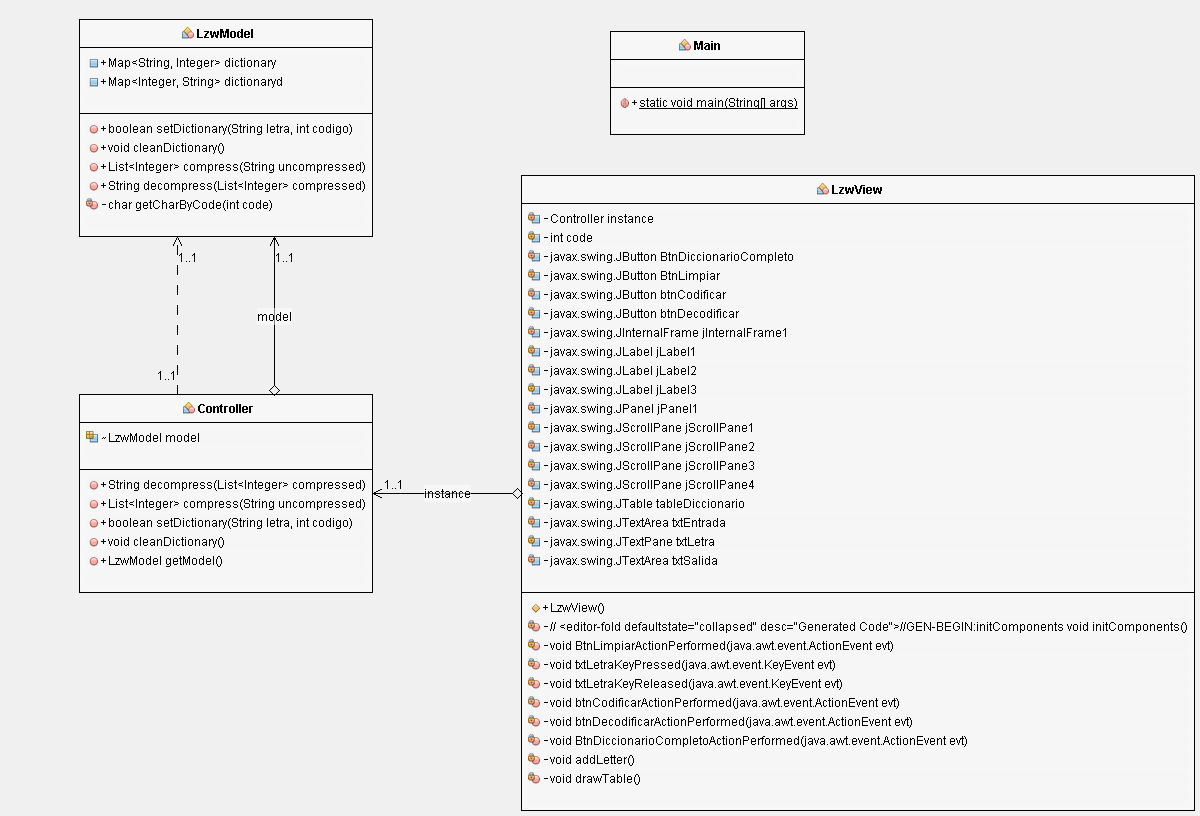 LzwModel
+Map<String, Integer> dictionary
+Map<Integer, String> dictionaryd
+boolean setDictionary(String letra, int codigo)
+void cleanDictionary()
+List<Integer> compress(String uncompressed)
+String decompress(List<Integer> compressed)
-char getCharByCode(int code)
Main
+static void main(String[] args)
1..1
1..1
model
1..1
Controller
~LzwModel model
+String decompress(List<Integer> compressed)
+List<Integer> compress(String uncompressed)
+boolean setDictionary(String letra, int codigo)
+void cleanDictionary()
+LzwModel getModel()
1..1
instance
LzwView
-Controller instance
-int code
-javax.swing.JButton BtnDiccionarioCompleto
-javax.swing.JButton BtnLimpiar
-javax.swing.JButton btnCodificar
-javax.swing.JButton btnDecodificar
-javax.swing.JInternalFrame jInternalFrame1
-javax.swing.JLabel jLabel1
-javax.swing.JLabel jLabel2
-javax.swing.JLabel jLabel3
-javax.swing.JPanel jPanel1
-javax.swing.JScrollPane jScrollPane1
-javax.swing.JScrollPane jScrollPane2
-javax.swing.JScrollPane jScrollPane3
-javax.swing.JScrollPane jScrollPane4
-javax.swing.JTable tableDiccionario
-javax.swing.JTextArea txtEntrada
-javax.swing.JTextPane txtLetra
-javax.swing.JTextArea txtSalida
+LzwView()
-// <editor-fold defaultstate="collapsed" desc="Generated Code">//GEN-BEGIN:initComponents void initComponents()
-void BtnLimpiarActionPerformed(java.awt.event.ActionEvent evt)
-void txtLetraKeyPressed(java.awt.event.KeyEvent evt)
-void txtLetraKeyReleased(java.awt.event.KeyEvent evt)
-void btnCodificarActionPerformed(java.awt.event.ActionEvent evt)
-void btnDecodificarActionPerformed(java.awt.event.ActionEvent evt)
-void BtnDiccionarioCompletoActionPerformed(java.awt.event.ActionEvent evt)
-void addLetter()
-void drawTable()